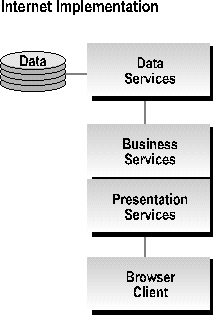 Internet Implementation
Data
Data
Services
Business
Services
Presentation
Services
Browser
Client